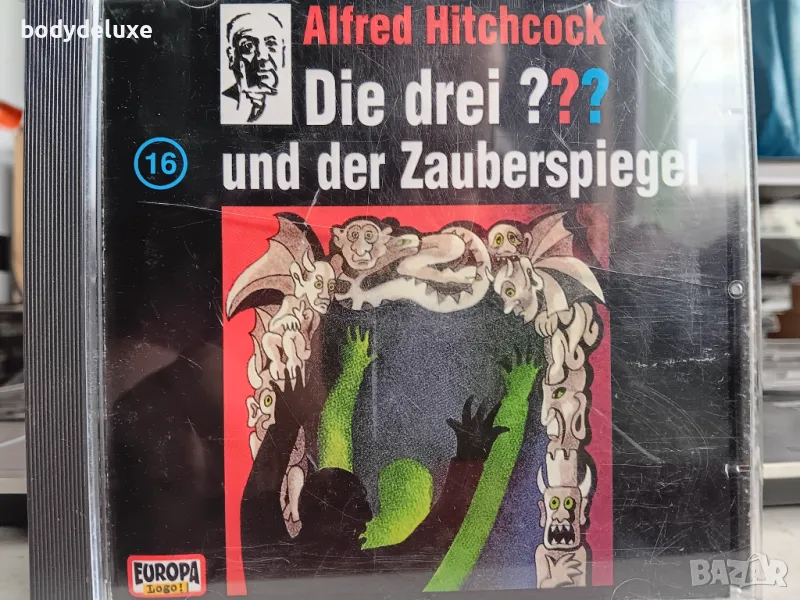 bodydeluxe
Alfred Hitchcock
Die drei ???
16
und der Zauberspiegel
EUROPA
Logo!
BAZAR